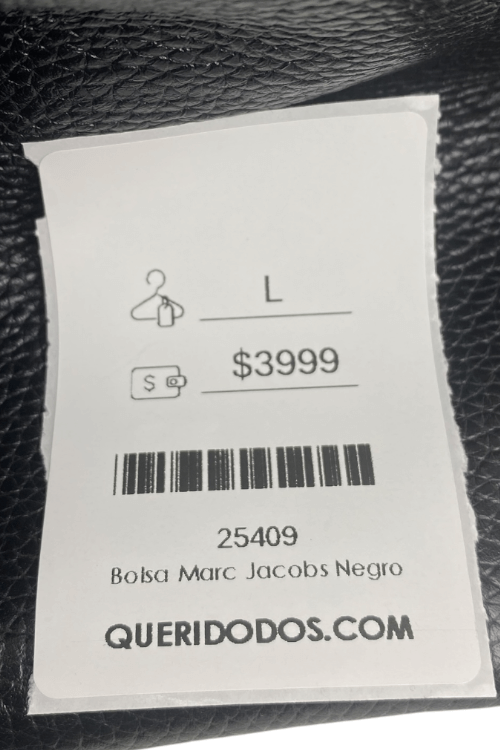 L
$
$3999
25409
Bolsa Marc Jacobs Negro
QUERIDODOS.COM